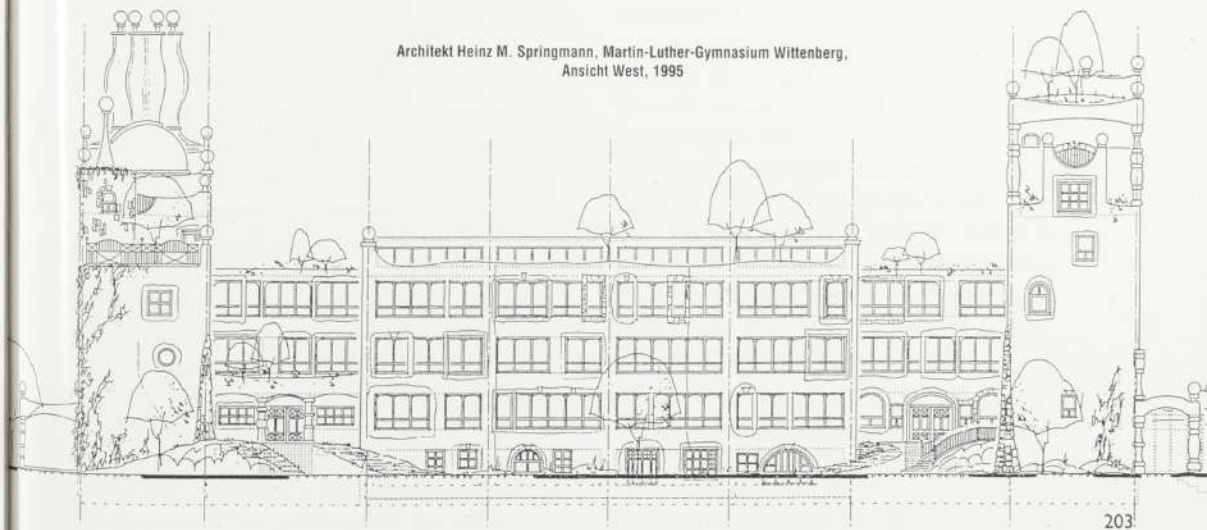 Architekt Heinz M. Springmann, Martin-Luther-Gymnasium Wittenberg,
Ansicht West, 1995
203